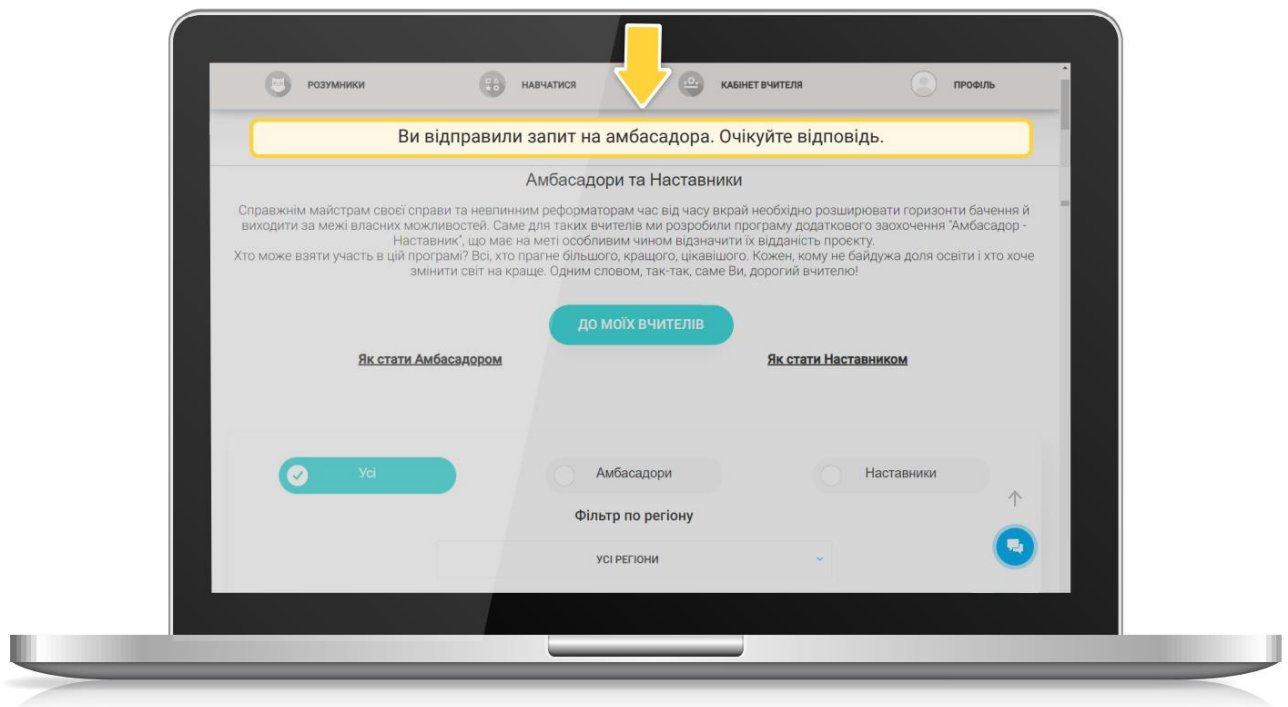 РОЗУМНИКИ НАВЧАТИСЯ КАБІНЕТ ВЧИТЕЛЯ ПРОФІЛЬ
Ви відправили запит на амбасадора. Очікуйте відповідь.
Амбасадори та Наставники
Справжнім майстрам своєї справи та невпинним реформаторам час від часу вкрай необхідно розширювати горизонти бачення й
виходити за межі власних можливостей. Саме для таких вчителів ми розробили програму додаткового заохочення "Амбасадор -
Наставник", що має на меті особливим чином відзначити їх відданість проєкту.
Хто може взяти участь в цій програмі? Всі, хто прагне більшого, кращого, цікавішого. Кожен, кому не байдужа доля освіти і хто хоче
змінити світ на краще. Одним словом, так-так, саме Ви, дорогий вчителю!
ДО МОЇХ ВЧИТЕЛІВ
Як стати Амбасадором Як стати Наставником
Усі Амбасадори Наставники
Фільтр по регіону
УСІ РЕГІОНИ